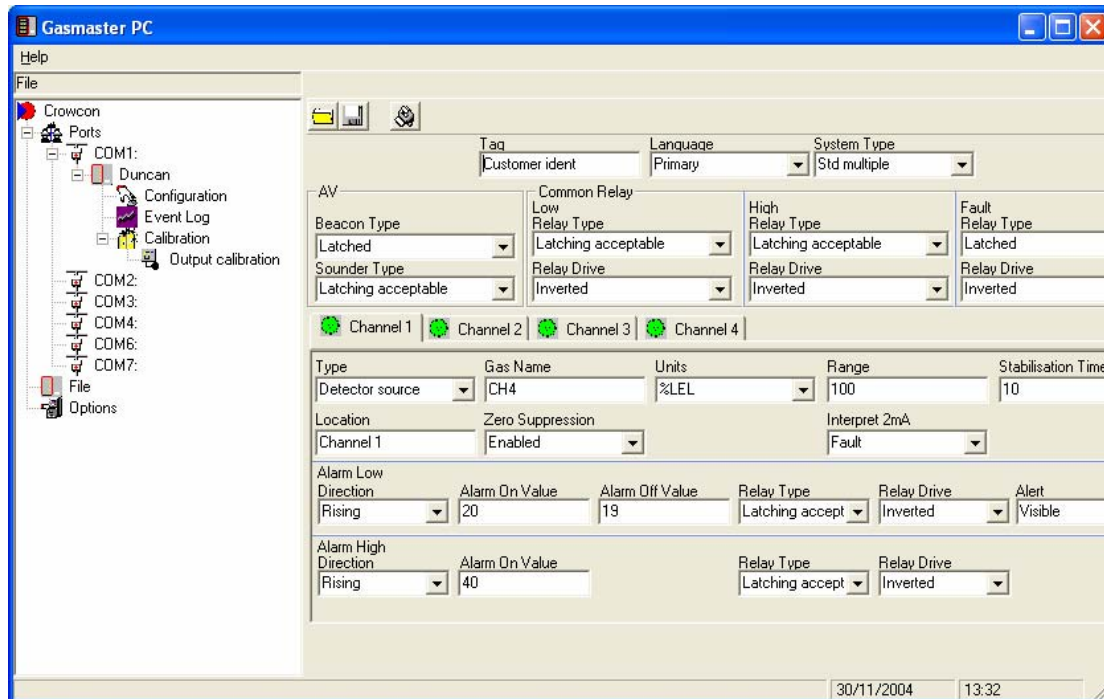 Gasmaster PC
Help
File
Crowcon
Ports
COM1:
Duncan
Configuration
Event Log
Calibration
Output calibration
COM2:
COM3:
COM4:
COM6:
COM7:
File
Options
Tag Language System Type
Customer ident Primary Std multiple
AV Common Relay
Low High Fault
Beacon Type Relay Type Relay Type Relay Type
Latched Latching acceptable Latching acceptable Latched
Sounder Type Relay Drive Relay Drive Relay Drive
Latching acceptable Inverted Inverted Inverted
Channel 1 Channel 2 Channel 3 Channel 4
Type Gas Name Units Range Stabilisation Time
Detector source CH4 %LEL 100 10
Location Zero Suppression Interpret 2mA
Channel 1 Enabled Fault
Alarm Low
Direction Alarm On Value Alarm Off Value Relay Type Relay Drive Alert
Rising 20 19 Latching accept Inverted Visible
Alarm High
Direction Alarm On Value Relay Type Relay Drive
Rising 40 Latching accept Inverted
30/11/2004 13:32